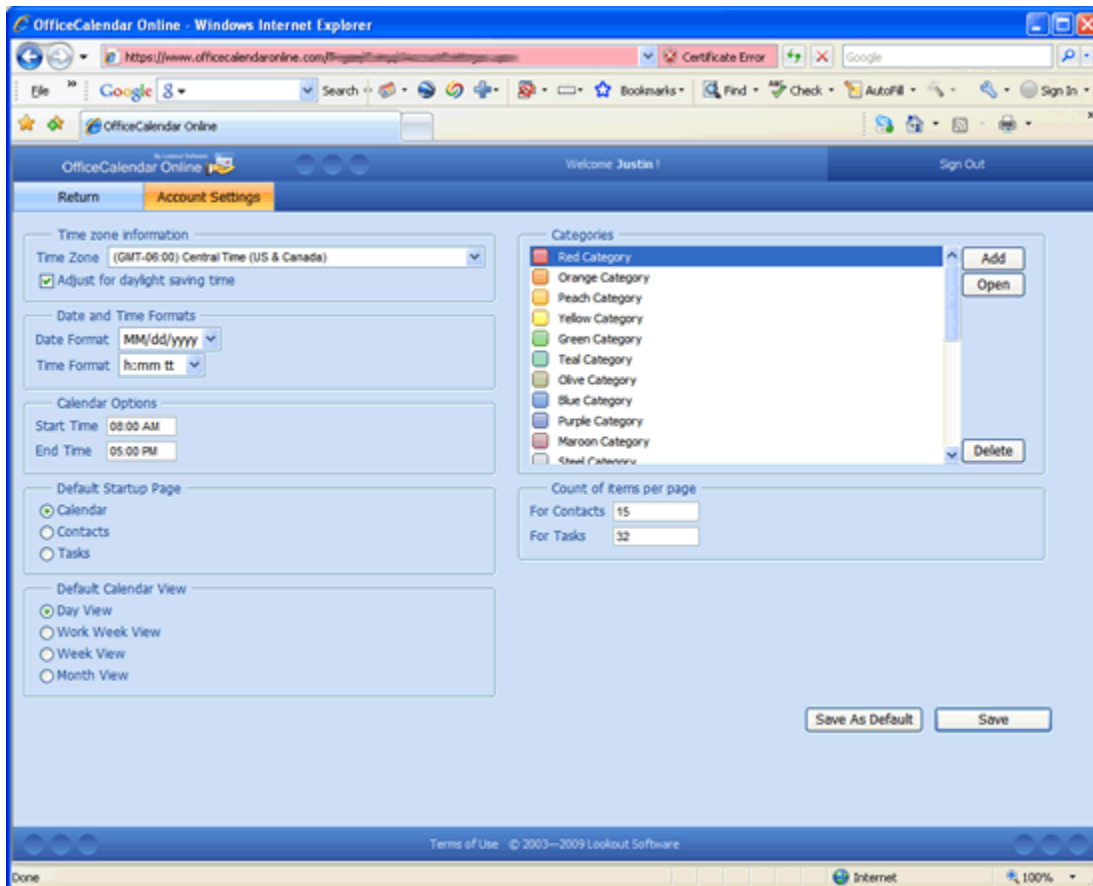 OfficeCalendar Online - Windows Internet Explorer
https://www.officecalendaronline.com/
Certificate Error
Google
File
»
Google
Search
Bookmarks
Find
Check
AutoFill
Sign In
OfficeCalendar Online
By Lookout Software
OfficeCalendar Online
Welcome Justin !
Sign Out
Return
Account Settings
Time zone information
Time Zone (GMT-06:00) Central Time (US & Canada)
Adjust for daylight saving time
Date and Time Formats
Date Format MM/dd/yyyy
Time Format h:mm tt
Calendar Options
Start Time 08:00 AM
End Time 05:00 PM
Default Startup Page
Calendar
Contacts
Tasks
Default Calendar View
Day View
Work Week View
Week View
Month View
Categories
Red Category
Orange Category
Peach Category
Yellow Category
Green Category
Teal Category
Olive Category
Blue Category
Purple Category
Maroon Category
Steel Category
Add
Open
Delete
Count of items per page
For Contacts 15
For Tasks 32
Save As Default
Save
Terms of Use © 2003—2009 Lookout Software
Done
Internet
100%